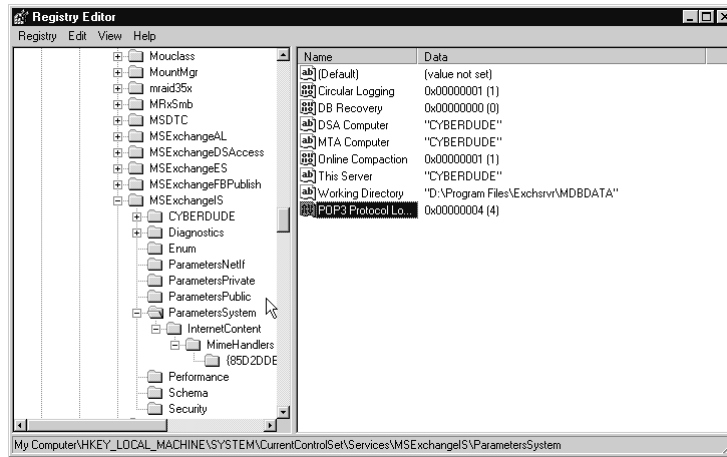 Registry Editor
Registry Edit View Help
Mouclass
MountMgr
mraid35x
MRxSmb
MSDTC
MSExchangeAL
MSExchangeDSAccess
MSExchangeES
MSExchangeFBPublish
MSExchangeIS
CYBERDUDE
Diagnostics
Enum
ParametersNetIf
ParametersPrivate
ParametersPublic
ParametersSystem
InternetContent
MimeHandlers
{85D2DDE
Performance
Schema
Security
Name Data
(Default) (value not set)
Circular Logging 0x00000001 (1)
DB Recovery 0x00000000 (0)
DSA Computer "CYBERDUDE"
MTA Computer "CYBERDUDE"
Online Compaction 0x00000001 (1)
This Server "CYBERDUDE"
Working Directory "D:\Program Files\Exchsrvr\MDBDATA"
POP3 Protocol Lo... 0x00000004 (4)
My Computer\HKEY_LOCAL_MACHINE\SYSTEM\CurrentControlSet\Services\MSExchangeIS\ParametersSystem